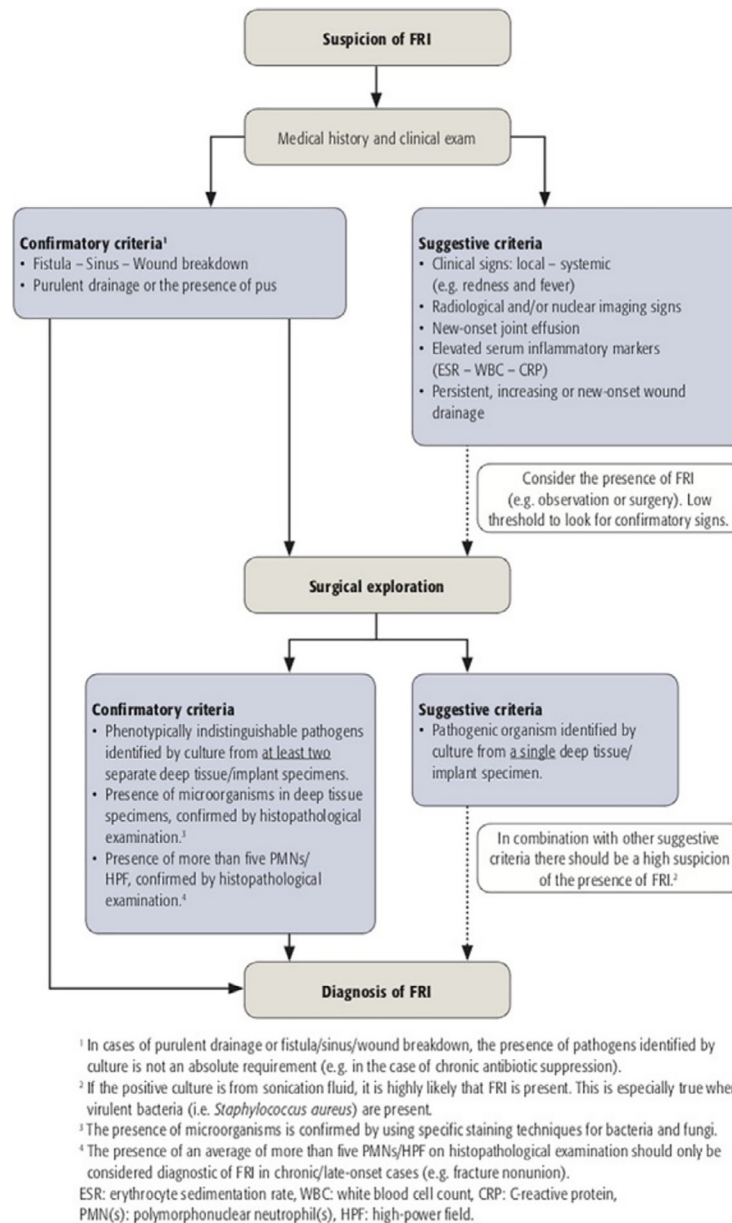 Suspicion of FRI
Medical history and clinical exam
Confirmatory criteria¹
• Fistula – Sinus – Wound breakdown
• Purulent drainage or the presence of pus
Suggestive criteria
• Clinical signs: local – systemic
(e.g. redness and fever)
• Radiological and/or nuclear imaging signs
• New-onset joint effusion
• Elevated serum inflammatory markers
(ESR – WBC – CRP)
• Persistent, increasing or new-onset wound
drainage
Consider the presence of FRI
(e.g. observation or surgery). Low
threshold to look for confirmatory signs.
Surgical exploration
Confirmatory criteria
• Phenotypically indistinguishable pathogens
identified by culture from at least two
separate deep tissue/implant specimens.
• Presence of microorganisms in deep tissue
specimens, confirmed by histopathological
examination.³
• Presence of more than five PMNs/
HPF, confirmed by histopathological
examination.⁴
Suggestive criteria
• Pathogenic organism identified by
culture from a single deep tissue/
implant specimen.
In combination with other suggestive
criteria there should be a high suspicion
of the presence of FRI.²
Diagnosis of FRI
¹ In cases of purulent drainage or fistula/sinus/wound breakdown, the presence of pathogens identified by
culture is not an absolute requirement (e.g. in the case of chronic antibiotic suppression).
² If the positive culture is from sonication fluid, it is highly likely that FRI is present. This is especially true when
virulent bacteria (i.e. Staphylococcus aureus) are present.
³ The presence of microorganisms is confirmed by using specific staining techniques for bacteria and fungi.
⁴ The presence of an average of more than five PMNs/HPF on histopathological examination should only be
considered diagnostic of FRI in chronic/late-onset cases (e.g. fracture nonunion).
ESR: erythrocyte sedimentation rate, WBC: white blood cell count, CRP: C-reactive protein,
PMN(s): polymorphonuclear neutrophil(s), HPF: high-power field.